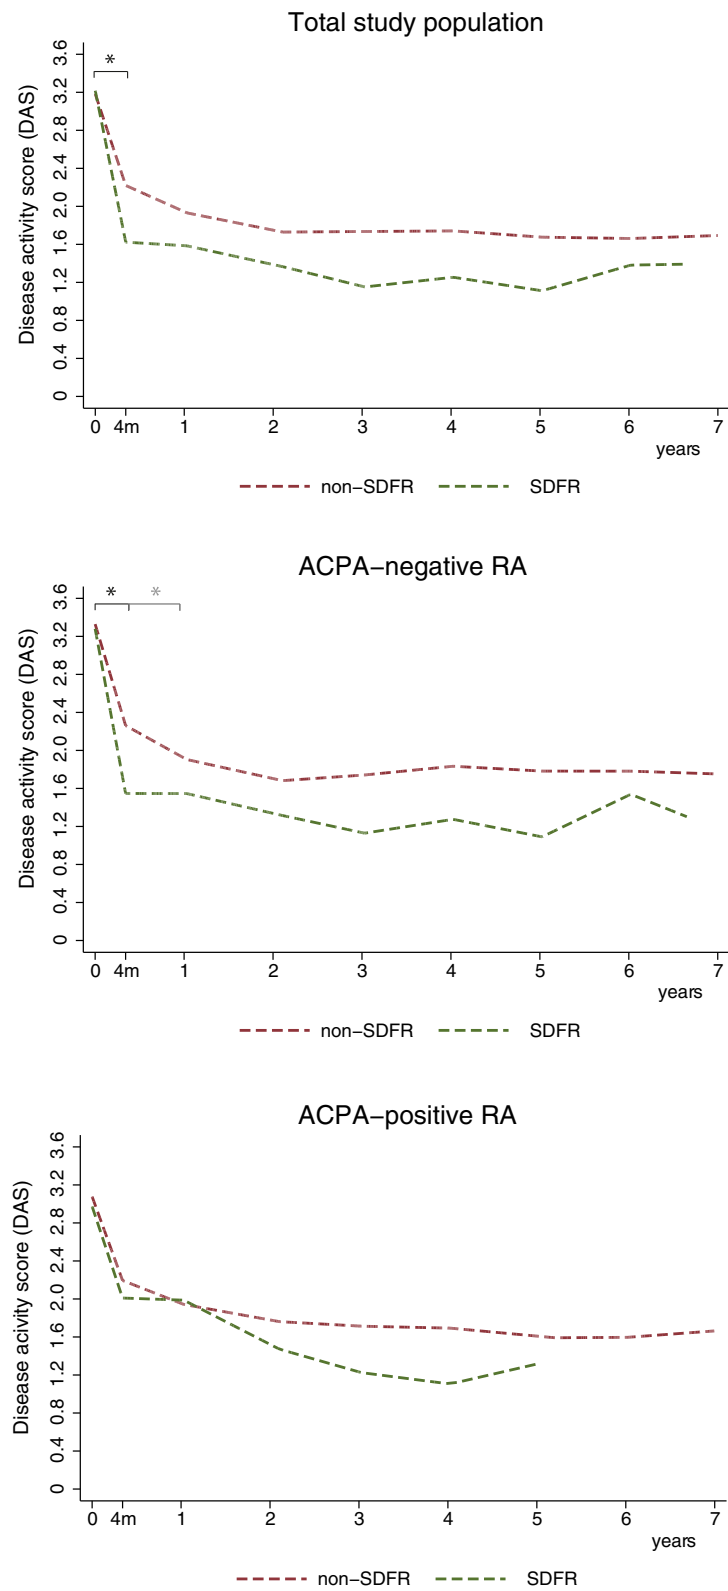 Total study population
Disease activity score (DAS)
3.6
3.2
2.8
2.4
2.0
1.6
1.2
0.8
0.4
0
*
0 4m 1 2 3 4 5 6 7
years
non-SDFR SDFR
ACPA-negative RA
Disease activity score (DAS)
3.6
3.2
2.8
2.4
2.0
1.6
1.2
0.8
0.4
0
* *
0 4m 1 2 3 4 5 6 7
years
non-SDFR SDFR
ACPA-positive RA
Disease acivity score (DAS)
3.6
3.2
2.8
2.4
2.0
1.6
1.2
0.8
0.4
0
0 4m 1 2 3 4 5 6 7
years
non-SDFR SDFR